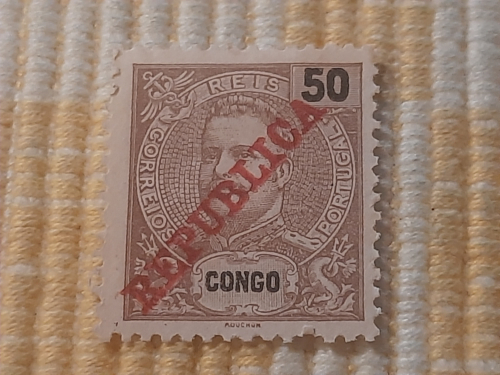 REIS
50
CORREIOS
PORTUGAL
REPUBLICA
CONGO
MOUCHON